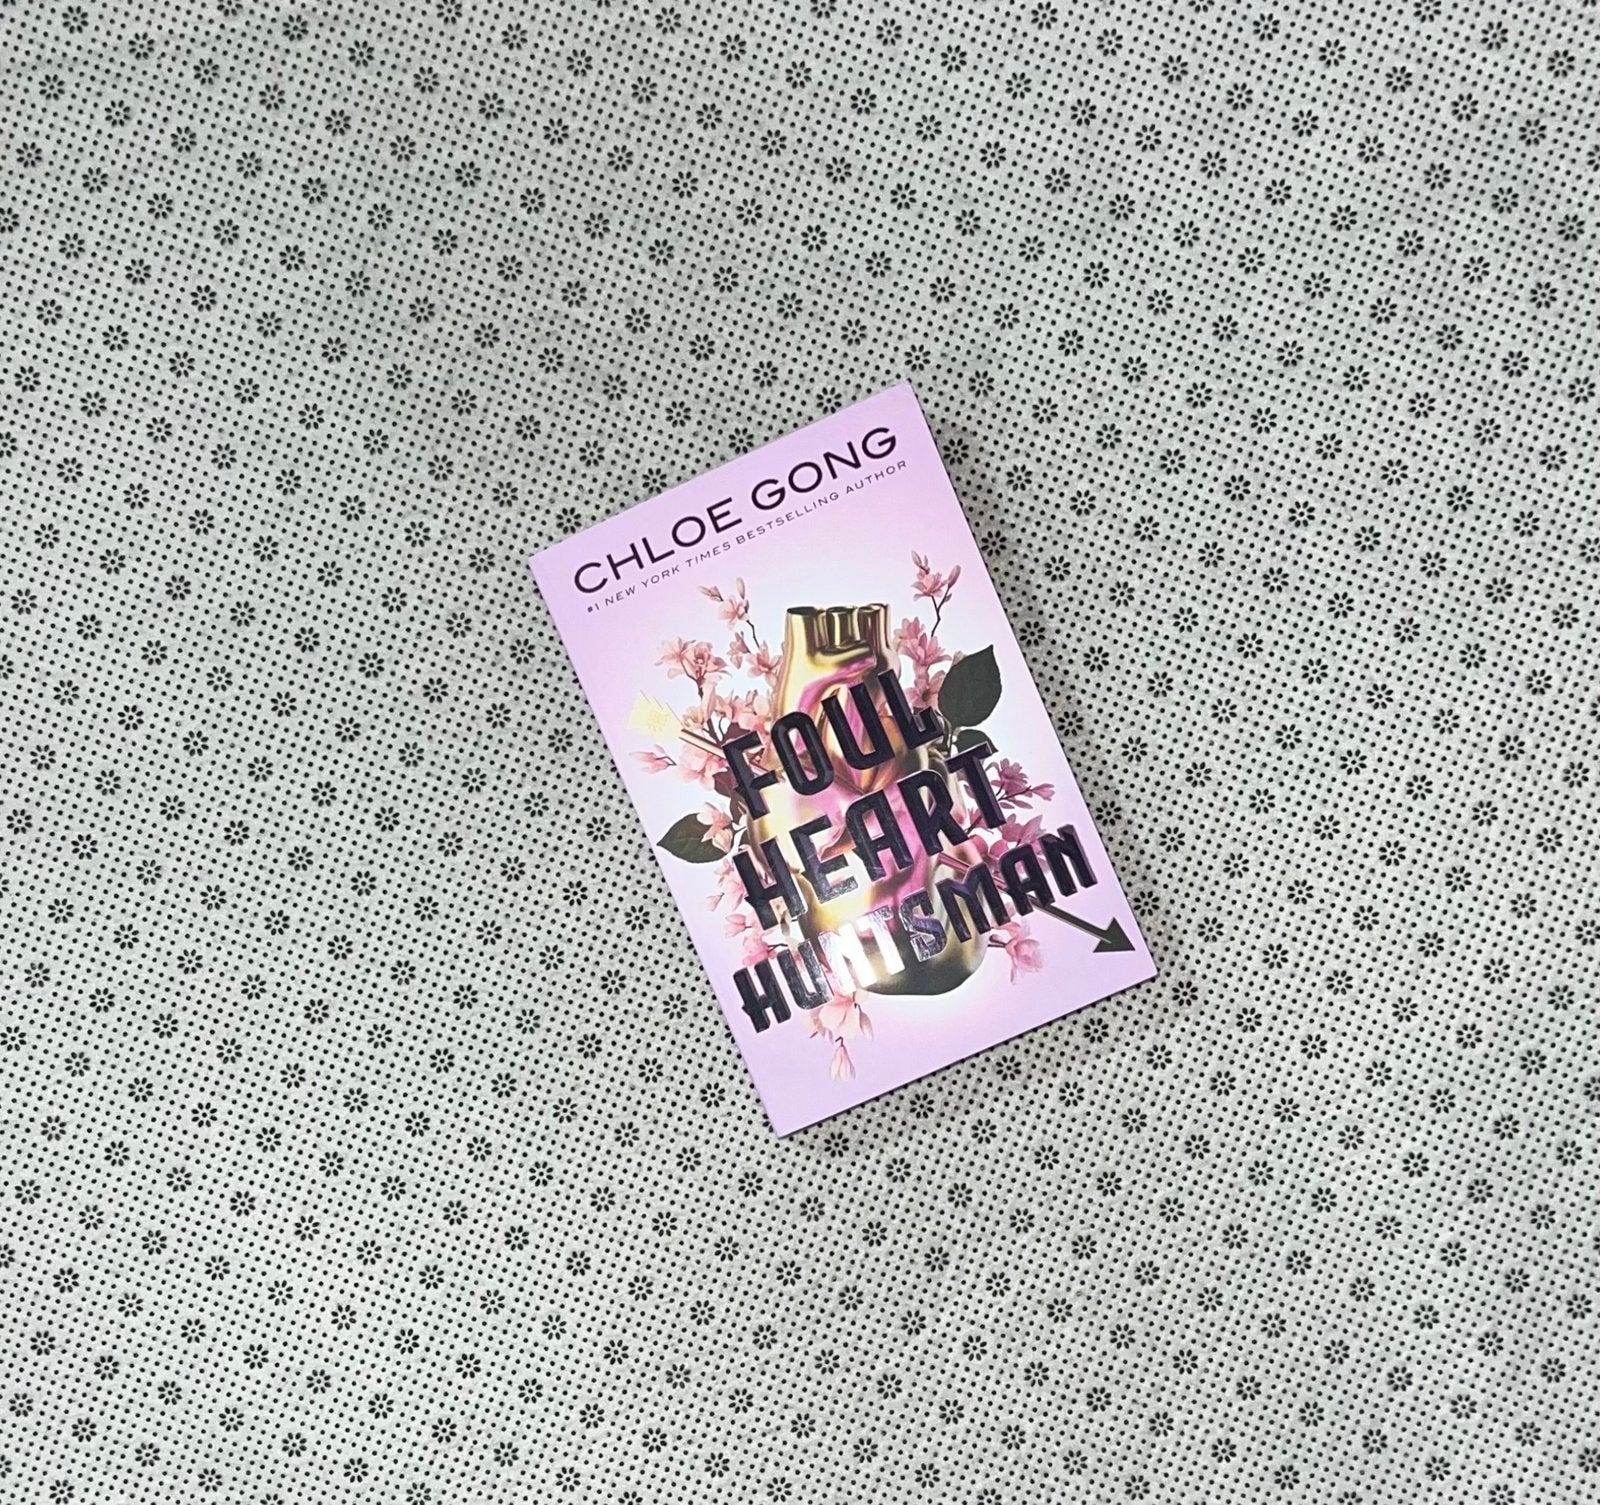 CHLOE GONG
#1 NEW YORK TIMES BESTSELLING AUTHOR
FOUL
HEART
HUNTSMAN